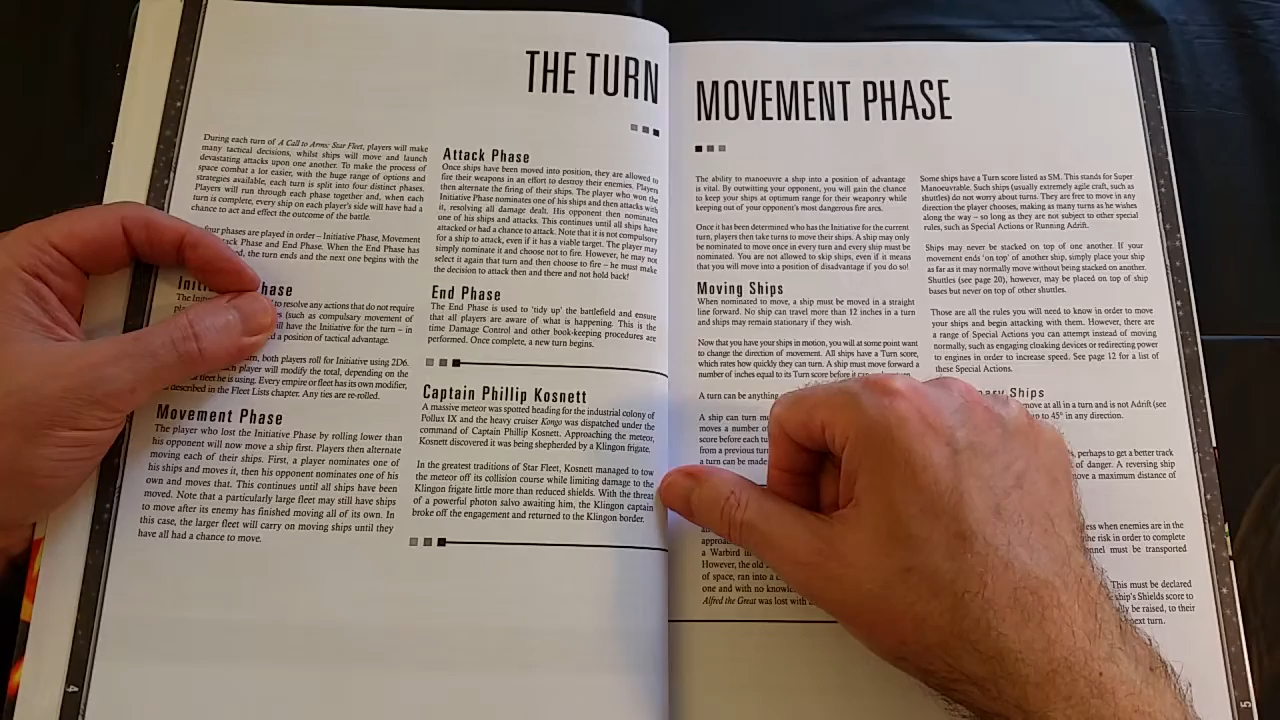 THE TURN
During each turn of A Call to Arms: Star Fleet, players will make
many tactical decisions, whilst ships will move and launch
devastating attacks upon one another. To make the process of
space combat a lot easier, with the huge range of options and
strategies available, each turn is split into four distinct phases.
Players will run through each phase together and, when each
turn is complete, every ship on each player's side will have had a
chance to act and effect the outcome of the battle.
four phases are played in order – Initiative Phase, Movement
Phase and End Phase. When the End Phase has
the turn ends and the next one begins with the
to resolve any actions that do not require
(such as compulsory movement of
have the Initiative for the turn – in
a position of tactical advantage.
both players roll for Initiative using 2D6.
player will modify the total, depending on the
fleet he is using. Every empire or fleet has its own modifier,
described in the Fleet Lists chapter. Any ties are re-rolled.
Movement Phase
The player who lost the Initiative Phase by rolling lower than
his opponent will now move a ship first. Players then alternate
moving each of their ships. First, a player nominates one of
his ships and moves it, then his opponent nominates one of his
own and moves that. This continues until all ships have been
moved. Note that a particularly large fleet may still have ships
to move after its enemy has finished moving all of its own. In
this case, the larger fleet will carry on moving ships until they
have all had a chance to move.
4
Attack Phase
Once ships have been moved into position, they are allowed to
fire their weapons in an effort to destroy their enemies. Players
then alternate the firing of their ships. The player who won the
Initiative Phase nominates one of his ships and then attacks with
it, resolving all damage dealt. His opponent then nominates
one of his ships and attacks. This continues until all ships have
attacked or had a chance to attack. Note that it is not compulsory
for a ship to attack, even if it has a viable target. The player may
simply nominate it and choose not to fire. However, he may not
select it again that turn and then choose to fire – he must make
the decision to attack then and there and not hold back!
End Phase
The End Phase is used to 'tidy up' the battlefield and ensure
that all players are aware of what is happening. This is the
time Damage Control and other book-keeping procedures are
performed. Once complete, a new turn begins.
Captain Phillip Kosnett
A massive meteor was spotted heading for the industrial colony of
Pollux IX and the heavy cruiser Kongo was dispatched under the
command of Captain Phillip Kosnett. Approaching the meteor,
Kosnett discovered it was being shepherded by a Klingon frigate.
In the greatest traditions of Star Fleet, Kosnett managed to tow
the meteor off its collision course while limiting damage to the
Klingon frigate little more than reduced shields. With the threat
of a powerful photon salvo awaiting him, the Klingon captain
broke off the engagement and returned to the Klingon border.
MOVEMENT PHASE
The ability to manoeuvre a ship into a position of advantage
is vital. By outwitting your opponent, you will gain the chance
to keep your ships at optimum range for their weaponry while
keeping out of your opponent's most dangerous fire arcs.
Once it has been determined who has the Initiative for the current
turn, players then take turns to move their ships. A ship may only
be nominated to move once in every turn and every ship must be
nominated. You are not allowed to skip ships, even if it means
that you will move into a position of disadvantage if you do so!
Moving Ships
When nominated to move, a ship must be moved in a straight
line forward. No ship can travel more than 12 inches in a turn
and ships may remain stationary if they wish.
Now that you have your ships in motion, you will at some point want
to change the direction of movement. All ships have a Turn score,
which rates how quickly they can turn. A ship must move forward a
number of inches equal to its Turn score before it
A turn can be anything
A ship can turn
moves a number of
score before each
from a previous turn
a turn can be made
a Warbird
However, the old
of space, ran into a
one and with no
Alfred the Great was lost with
Some ships have a Turn score listed as SM. This stands for Super
Manoeuvrable. Such ships (usually extremely agile craft, such as
shuttles) do not worry about turns. They are free to move in any
direction the player chooses, making as many turns as he wishes
along the way – so long as they are not subject to other special
rules, such as Special Actions or Running Adrift.
Ships may never be stacked on top of one another. If your
movement ends 'on top' of another ship, simply place your ship
as far as it may normally move without being stacked on another.
Shuttles (see page 20), however, may be placed on top of ship
bases but never on top of other shuttles.
Those are all the rules you will need to know in order to move
your ships and begin attacking with them. However, there are
a range of Special Actions you can attempt instead of moving
normally, such as engaging cloaking devices or redirecting power
to engines in order to increase speed. See page 12 for a list of
these Special Actions.
Ships
move at all in a turn and is not Adrift (see
up to 45° in any direction.
perhaps to get a better track
of danger. A reversing ship
move a maximum distance of
when enemies are in the
the risk in order to complete
must be transported
This must be declared
ship's Shields score to
be raised, to their
next turn.
5